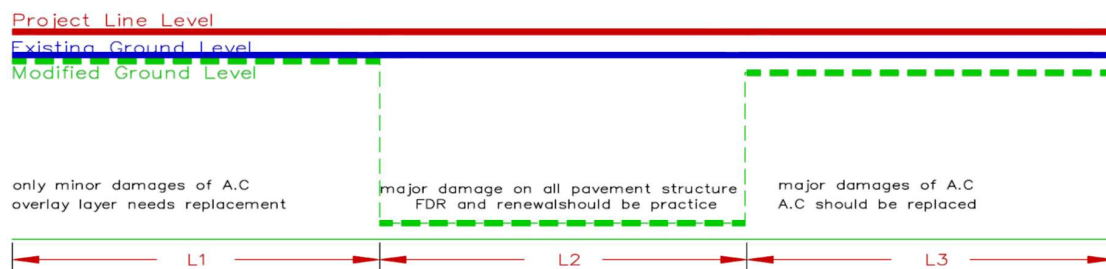 Project Line Level
Existing Ground Level
Modified Ground Level
only minor damages of A.C
overlay layer needs replacement
major damage on all pavement structure
FDR and renewalshould be practice
major damages of A.C
A.C should be replaced
L1
L2
L3